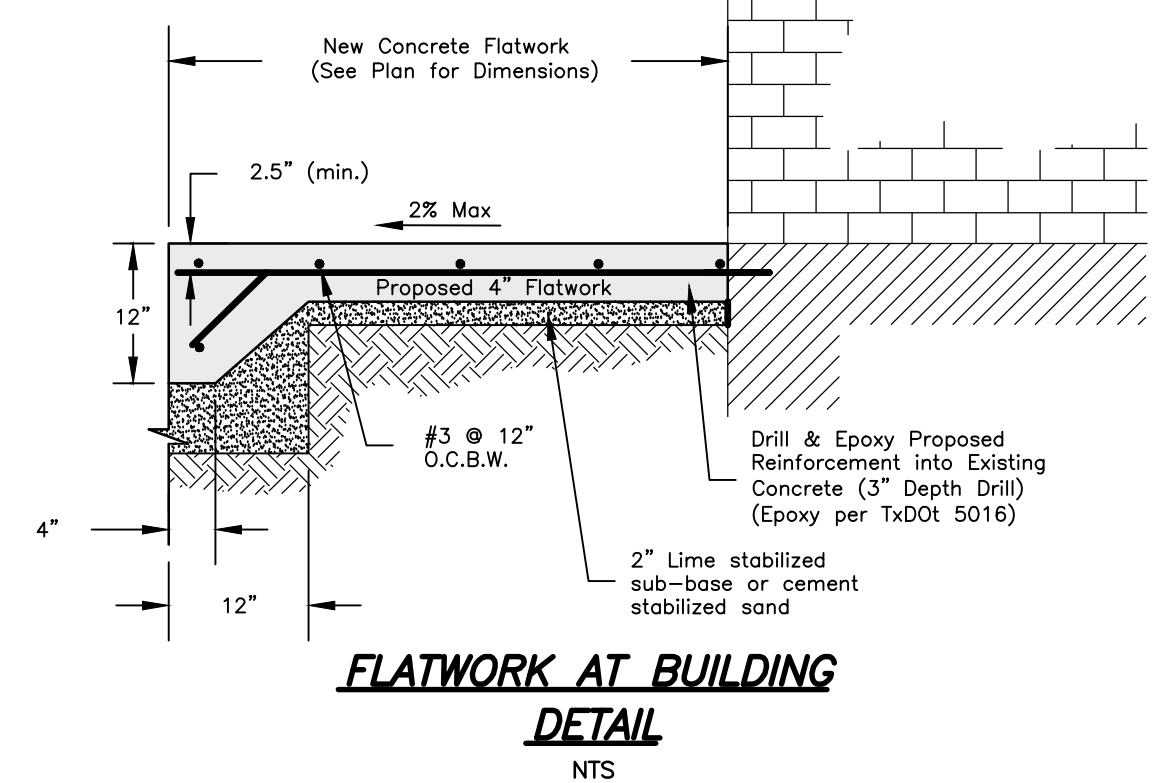 New Concrete Flatwork
(See Plan for Dimensions)
2.5" (min.)
2% Max
Proposed 4" Flatwork
12"
#3 @ 12"
O.C.B.W.
Drill & Epoxy Proposed
Reinforcement into Existing
Concrete (3" Depth Drill)
(Epoxy per TxDOt 5016)
4"
2" Lime stabilized
sub-base or cement
stabilized sand
12"
FLATWORK AT BUILDING
DETAIL
NTS